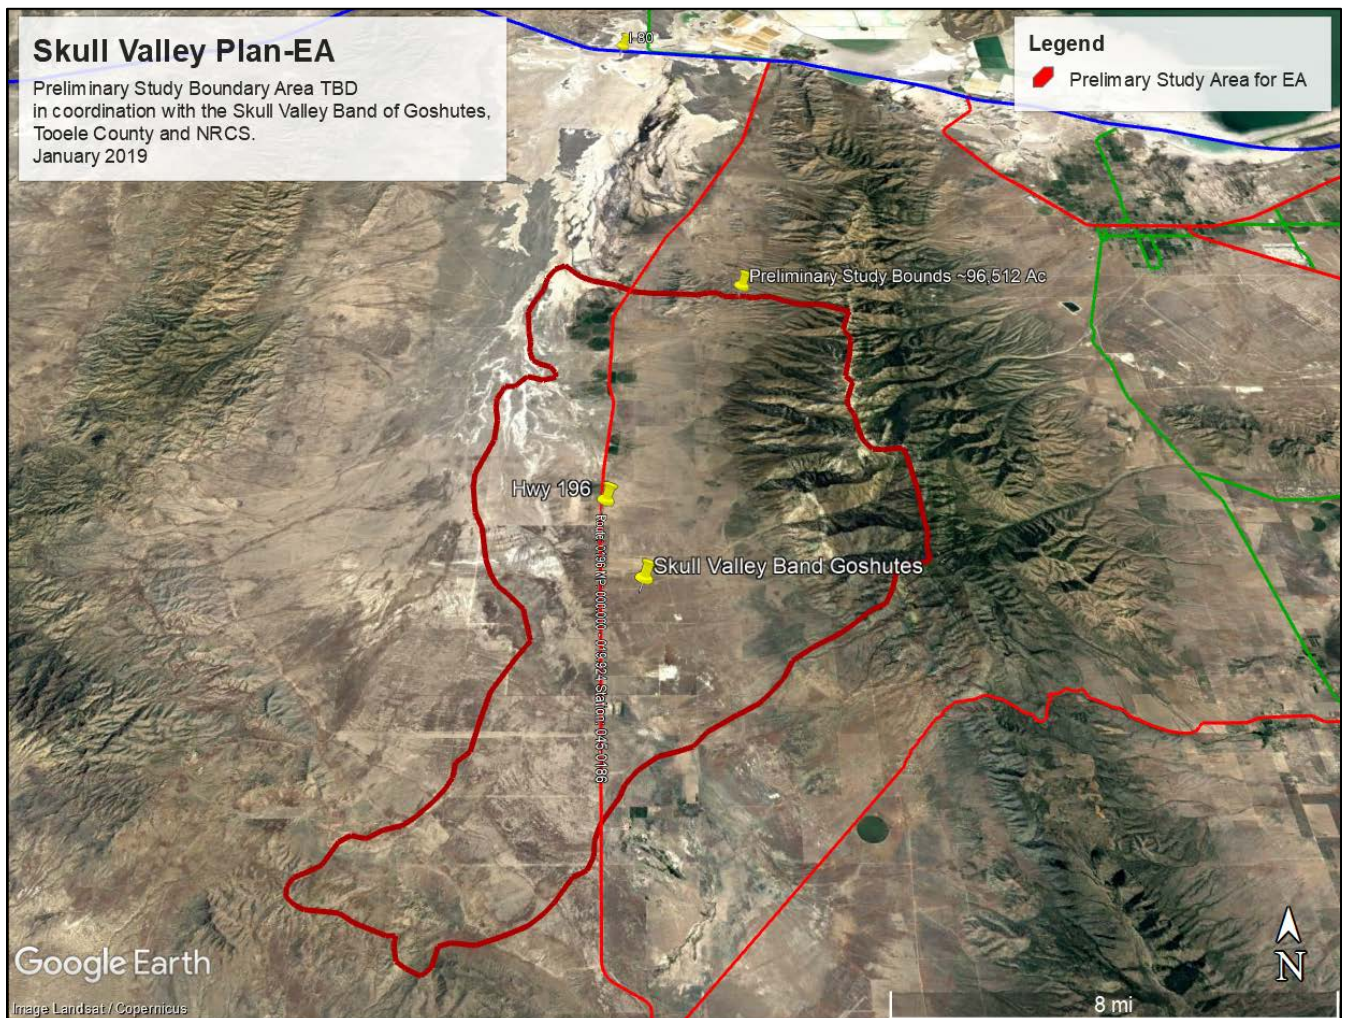 Skull Valley Plan-EA
Preliminary Study Boundary Area TBD
in coordination with the Skull Valley Band of Goshutes,
Tooele County and NRCS.
January 2019
I-80
Legend
Prelimary Study Area for EA
Preliminary Study Bounds ~96,512 Ac
Hwy 196
Skull Valley Band Goshutes
Google Earth
Image Landsat / Copernicus
N
8 mi